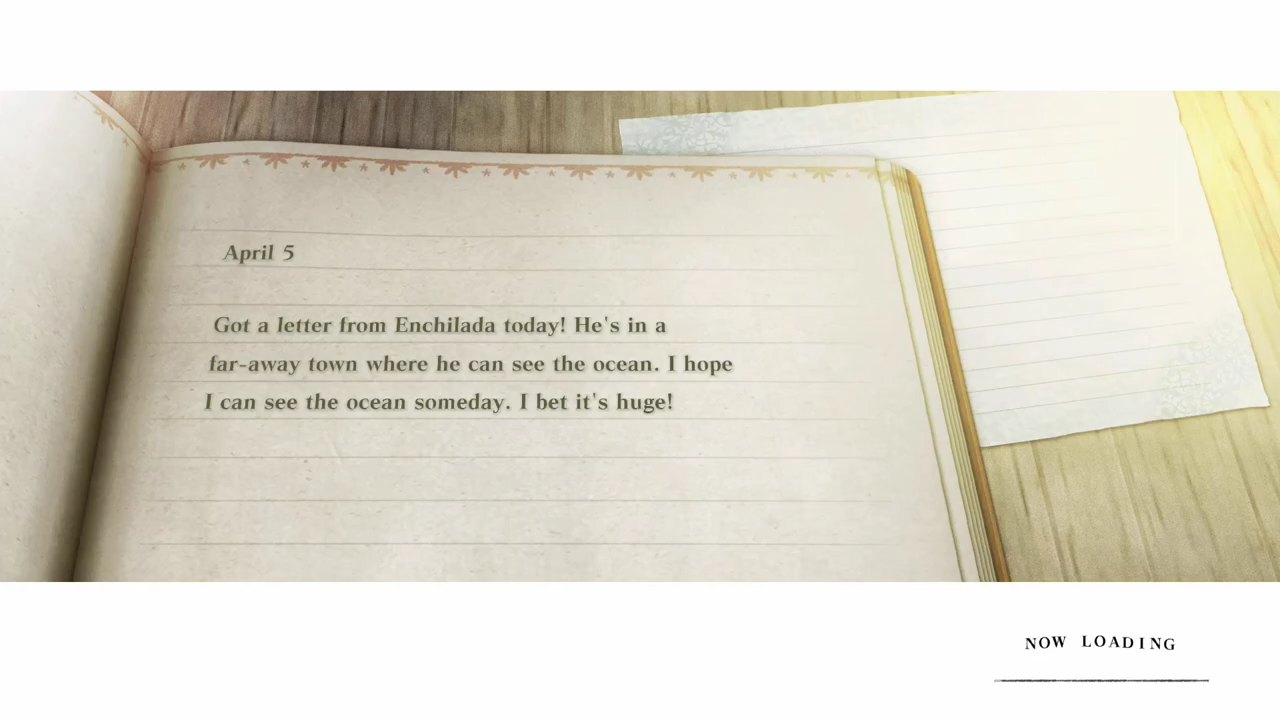 April 5
Got a letter from Enchilada today! He's in a
far-away town where he can see the ocean. I hope
I can see the ocean someday. I bet it's huge!
NOW LOADING